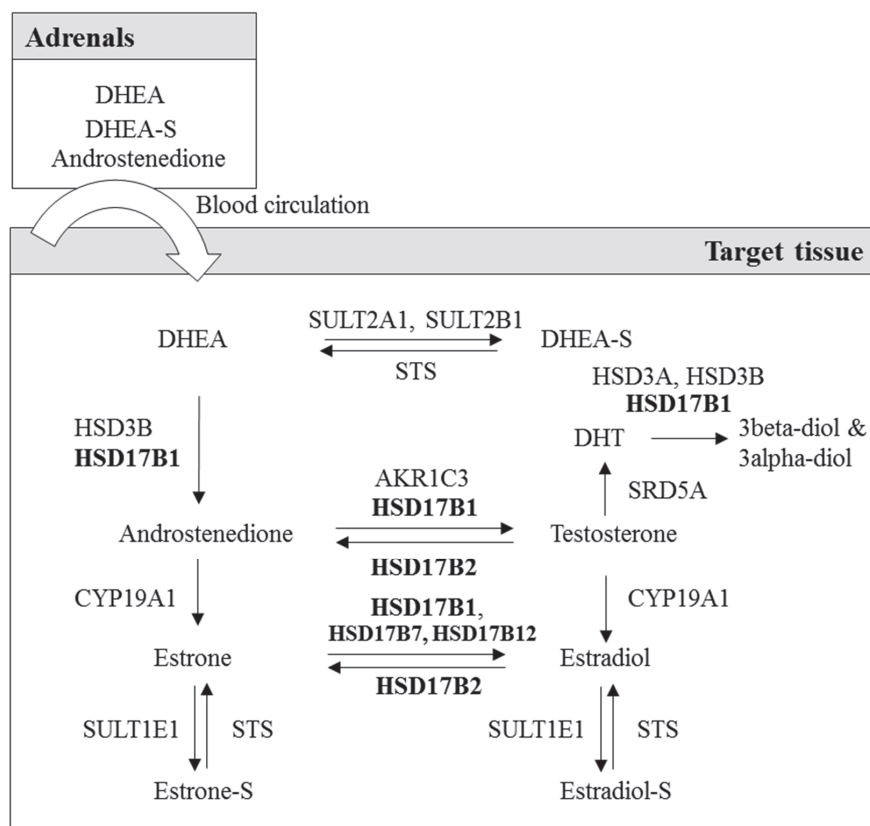 Adrenals
DHEA
DHEA-S
Androstenedione
Blood circulation
Target tissue
DHEA
SULT2A1, SULT2B1
STS
DHEA-S
HSD3A, HSD3B
HSD17B1
DHT
3beta-diol &
3alpha-diol
HSD3B
HSD17B1
SRD5A
AKR1C3
HSD17B1
Androstenedione
Testosterone
HSD17B2
CYP19A1
HSD17B1,
HSD17B7, HSD17B12
CYP19A1
Estrone
Estradiol
HSD17B2
SULT1E1
STS
SULT1E1
STS
Estrone-S
Estradiol-S